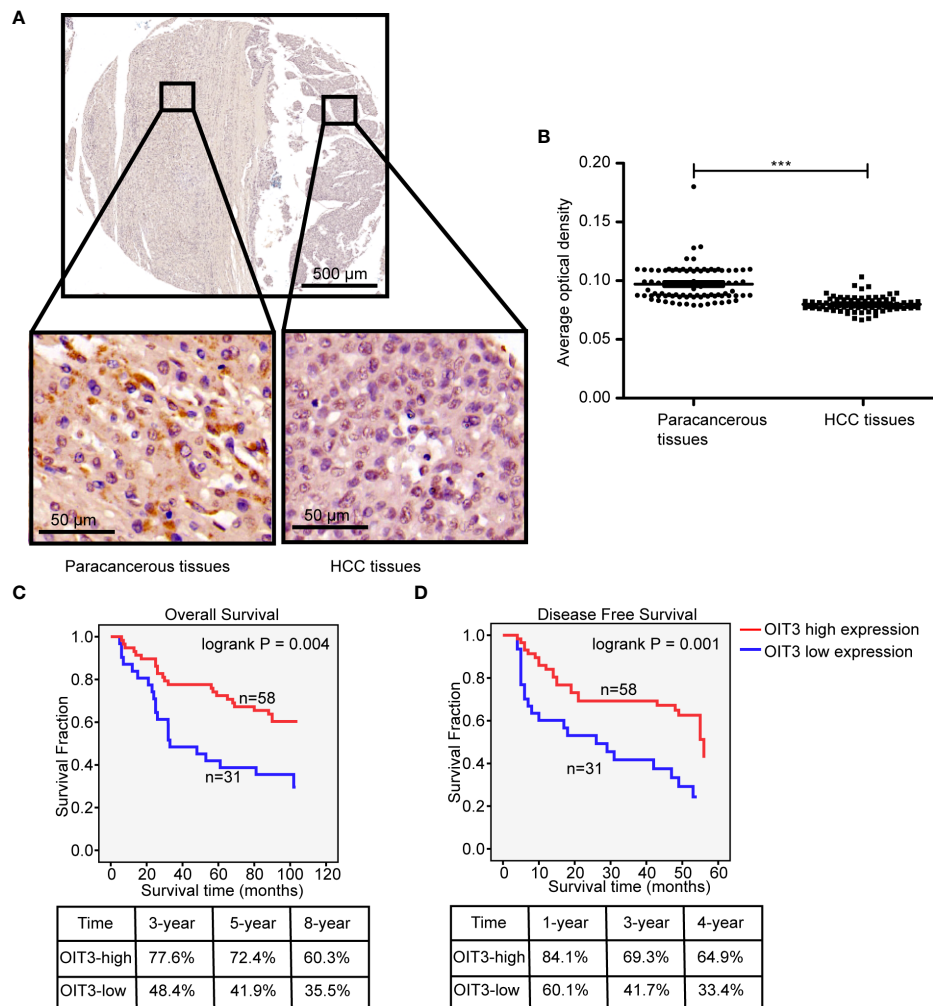 A
500 µm
50 µm
50 µm
Paracancerous tissues
HCC tissues
B
***
0.20
0.15
0.10
0.05
0.00
Average optical density
Paracancerous
tissues
HCC tissues
C
Overall Survival
logrank P = 0.004
n=58
n=31
1.0
0.8
0.6
0.4
0.2
0.0
Survival Fraction
0 20 40 60 80 100 120
Survival time (months)
Time 3-year 5-year 8-year
OIT3-high 77.6% 72.4% 60.3%
OIT3-low 48.4% 41.9% 35.5%
D
Disease Free Survival
logrank P = 0.001
n=58
n=31
1.0
0.8
0.6
0.4
0.2
0.0
Survival Fraction
0 10 20 30 40 50 60
Survival time (months)
OIT3 high expression
OIT3 low expression
Time 1-year 3-year 4-year
OIT3-high 84.1% 69.3% 64.9%
OIT3-low 60.1% 41.7% 33.4%